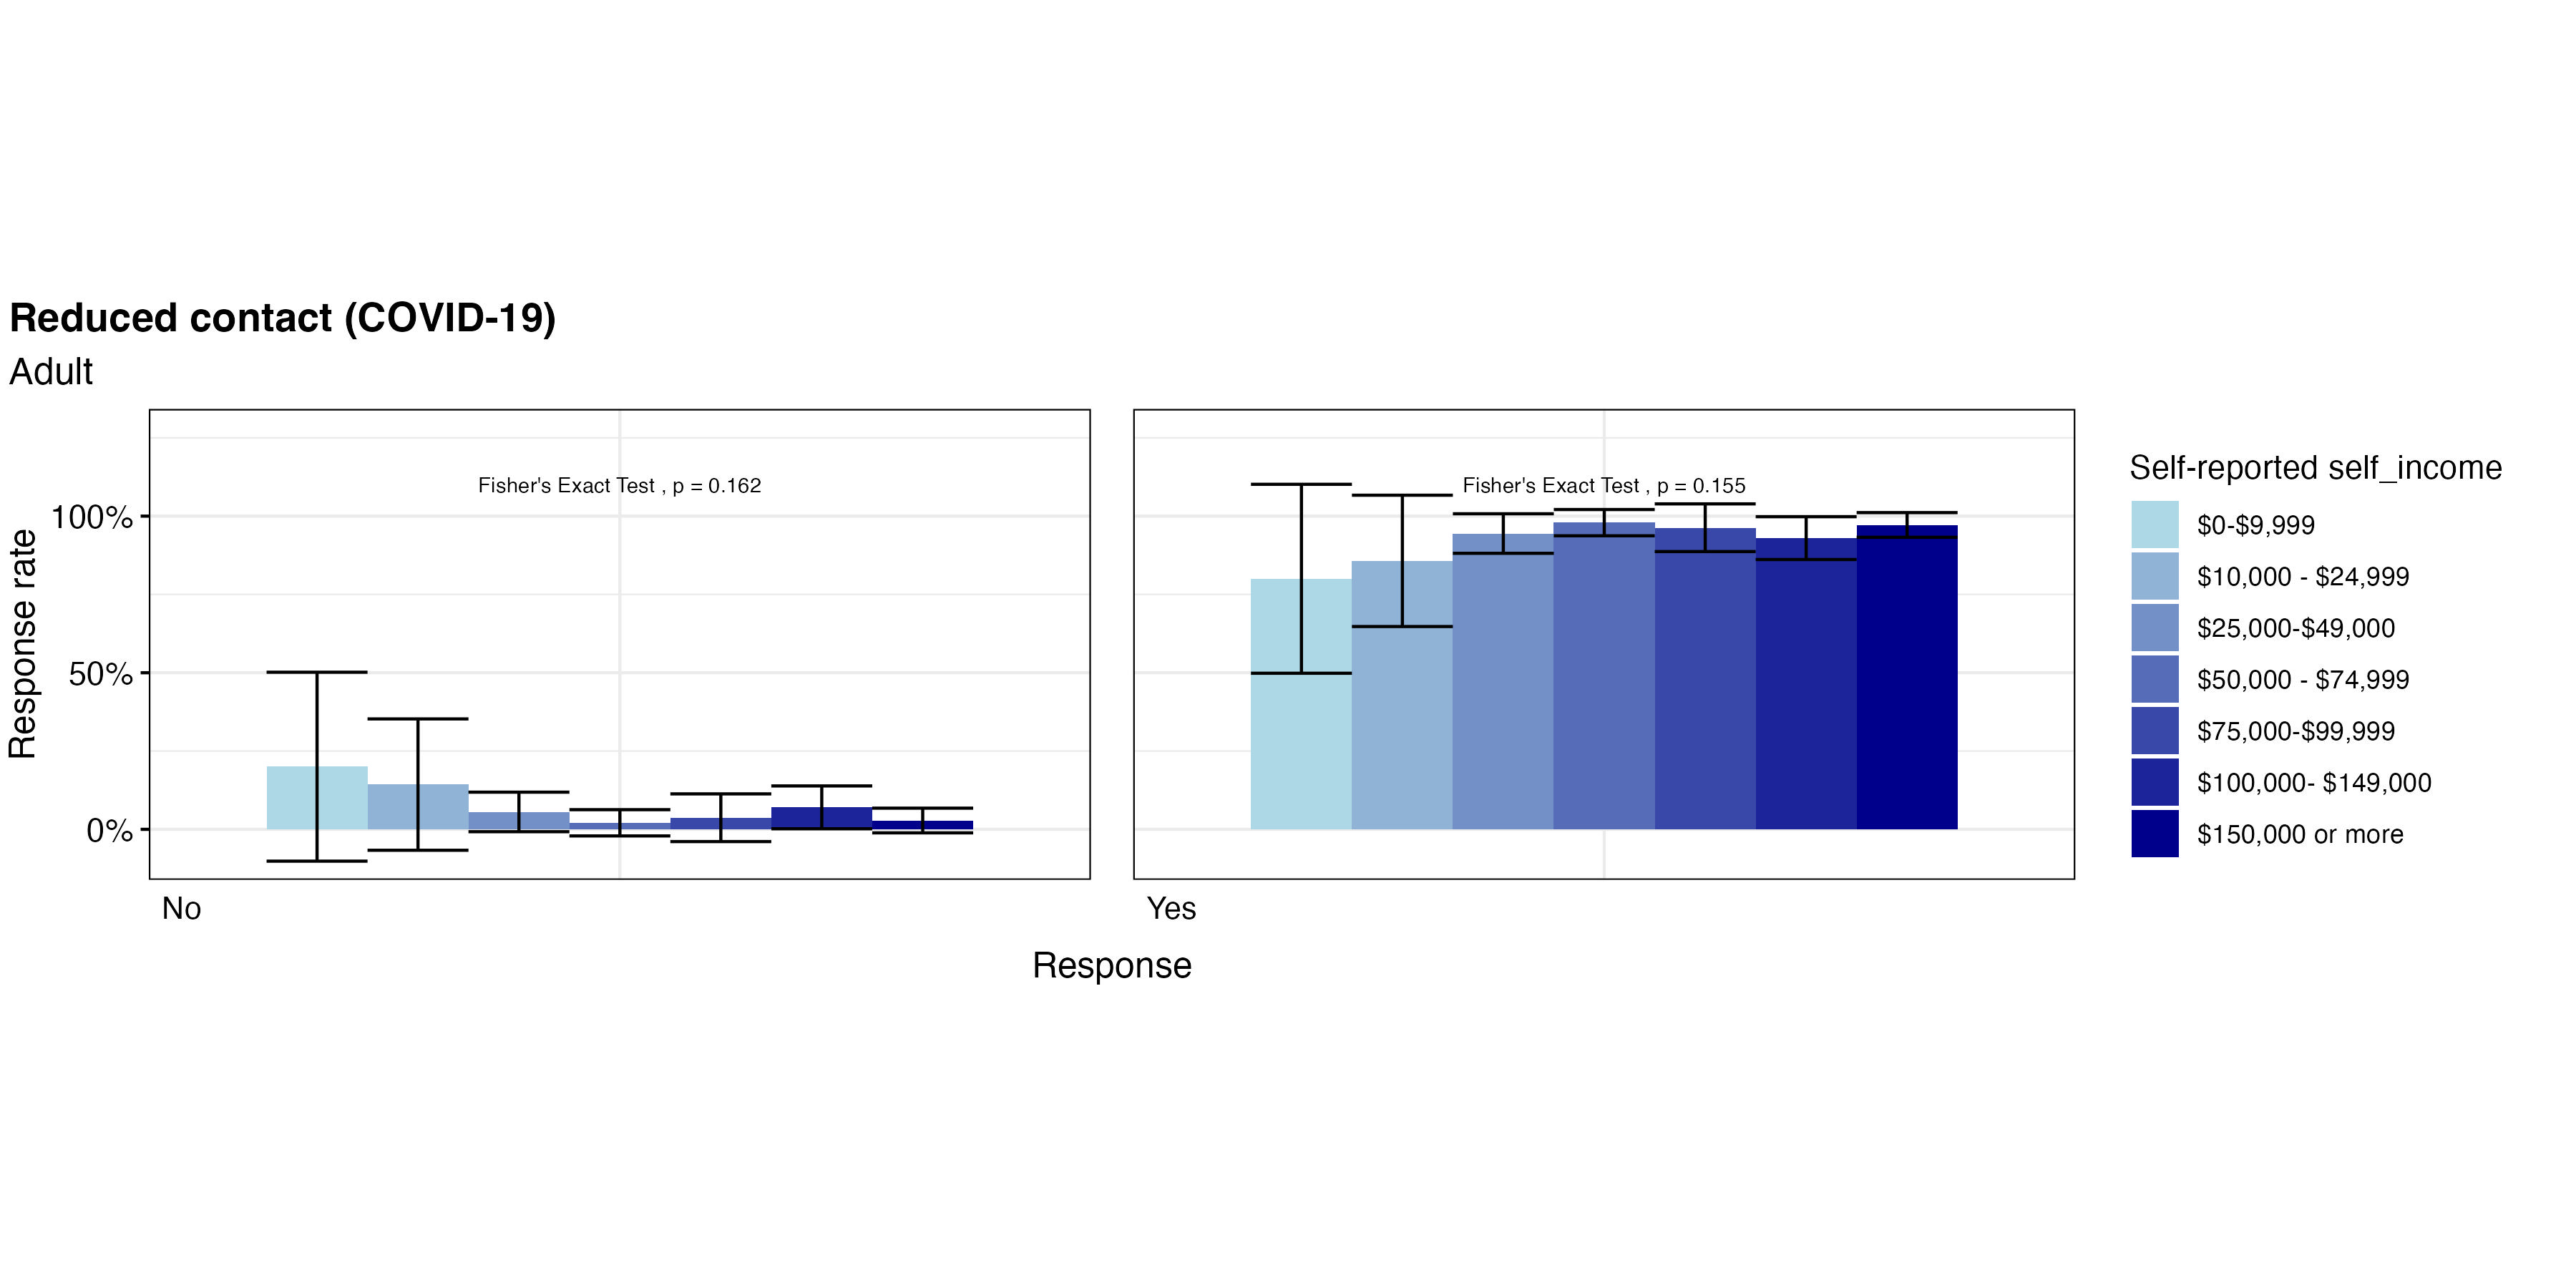 Reduced contact (COVID-19)
Adult
Fisher's Exact Test , p = 0.162
Fisher's Exact Test , p = 0.155
Response rate
100%
50%
0%
No
Yes
Response
Self-reported self_income
$0-$9,999
$10,000 - $24,999
$25,000-$49,000
$50,000 - $74,999
$75,000-$99,999
$100,000- $149,000
$150,000 or more